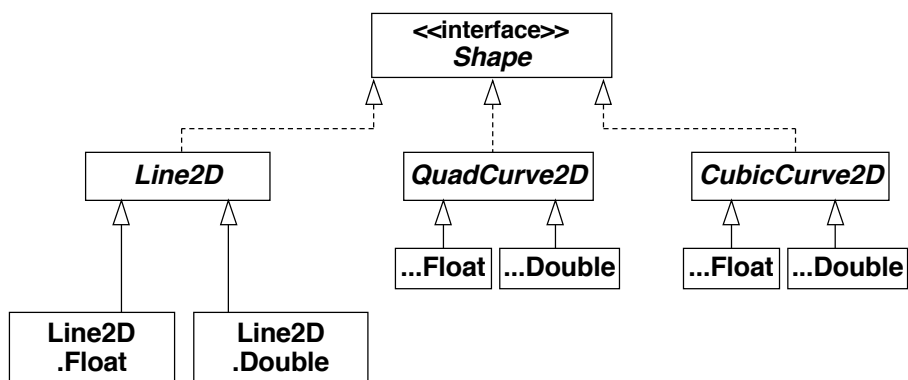 <<interface>>
Shape
Line2D
QuadCurve2D
CubicCurve2D
...Float
...Double
...Float
...Double
Line2D
.Float
Line2D
.Double